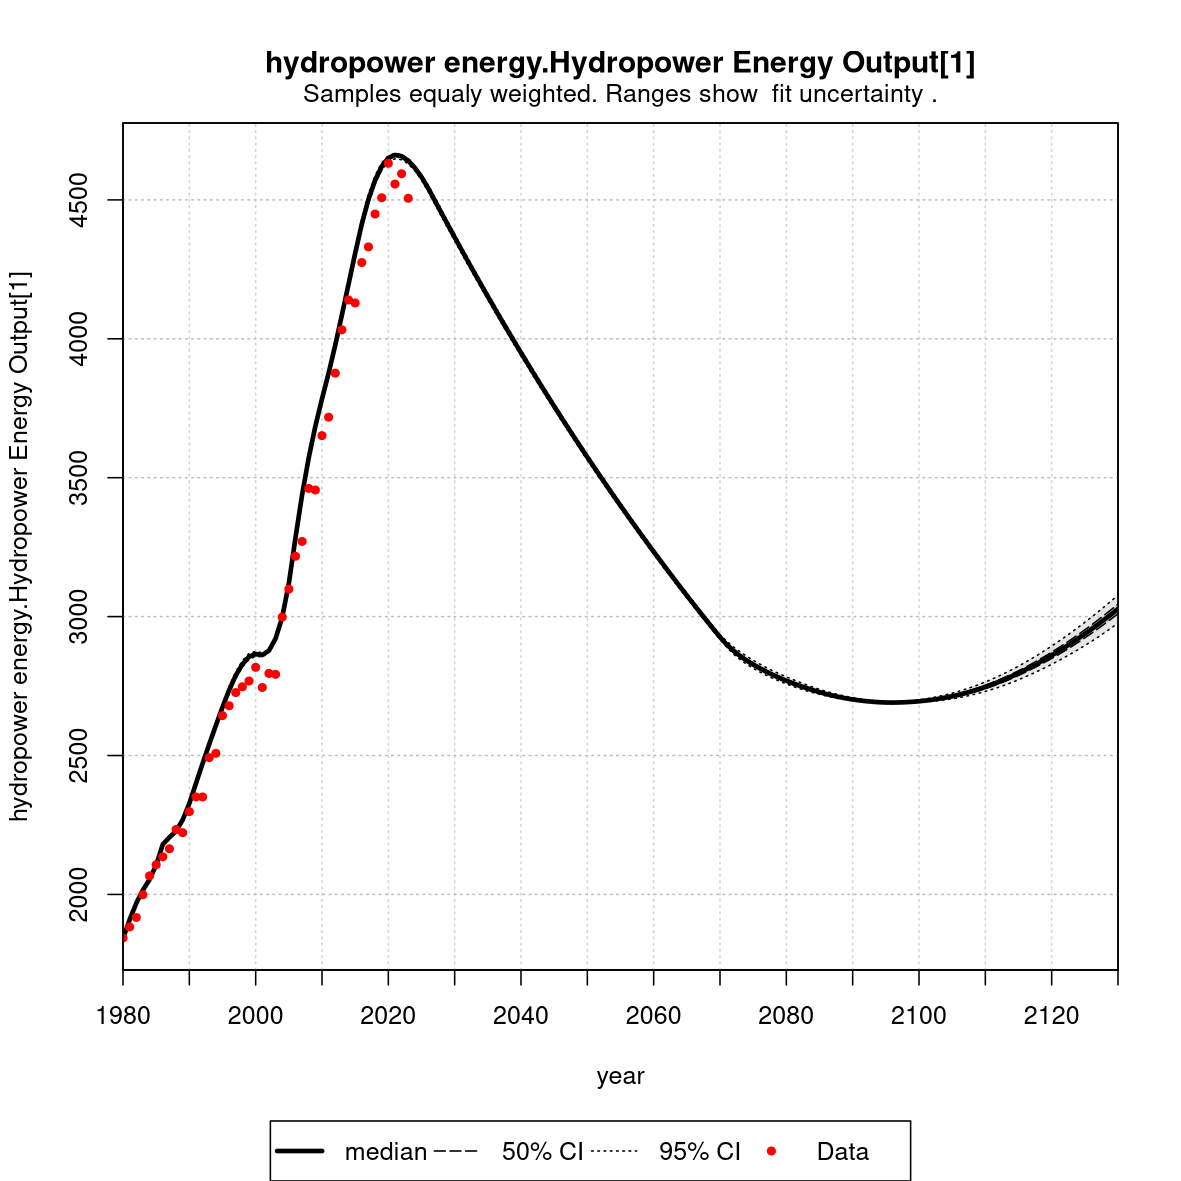 hydropower energy.Hydropower Energy Output[1]
Samples equaly weighted. Ranges show  fit uncertainty .
hydropower energy.Hydropower Energy Output[1]
4500
4000
3500
3000
2500
2000
1980 2000 2020 2040 2060 2080 2100 2120
year
median 50% CI 95% CI Data